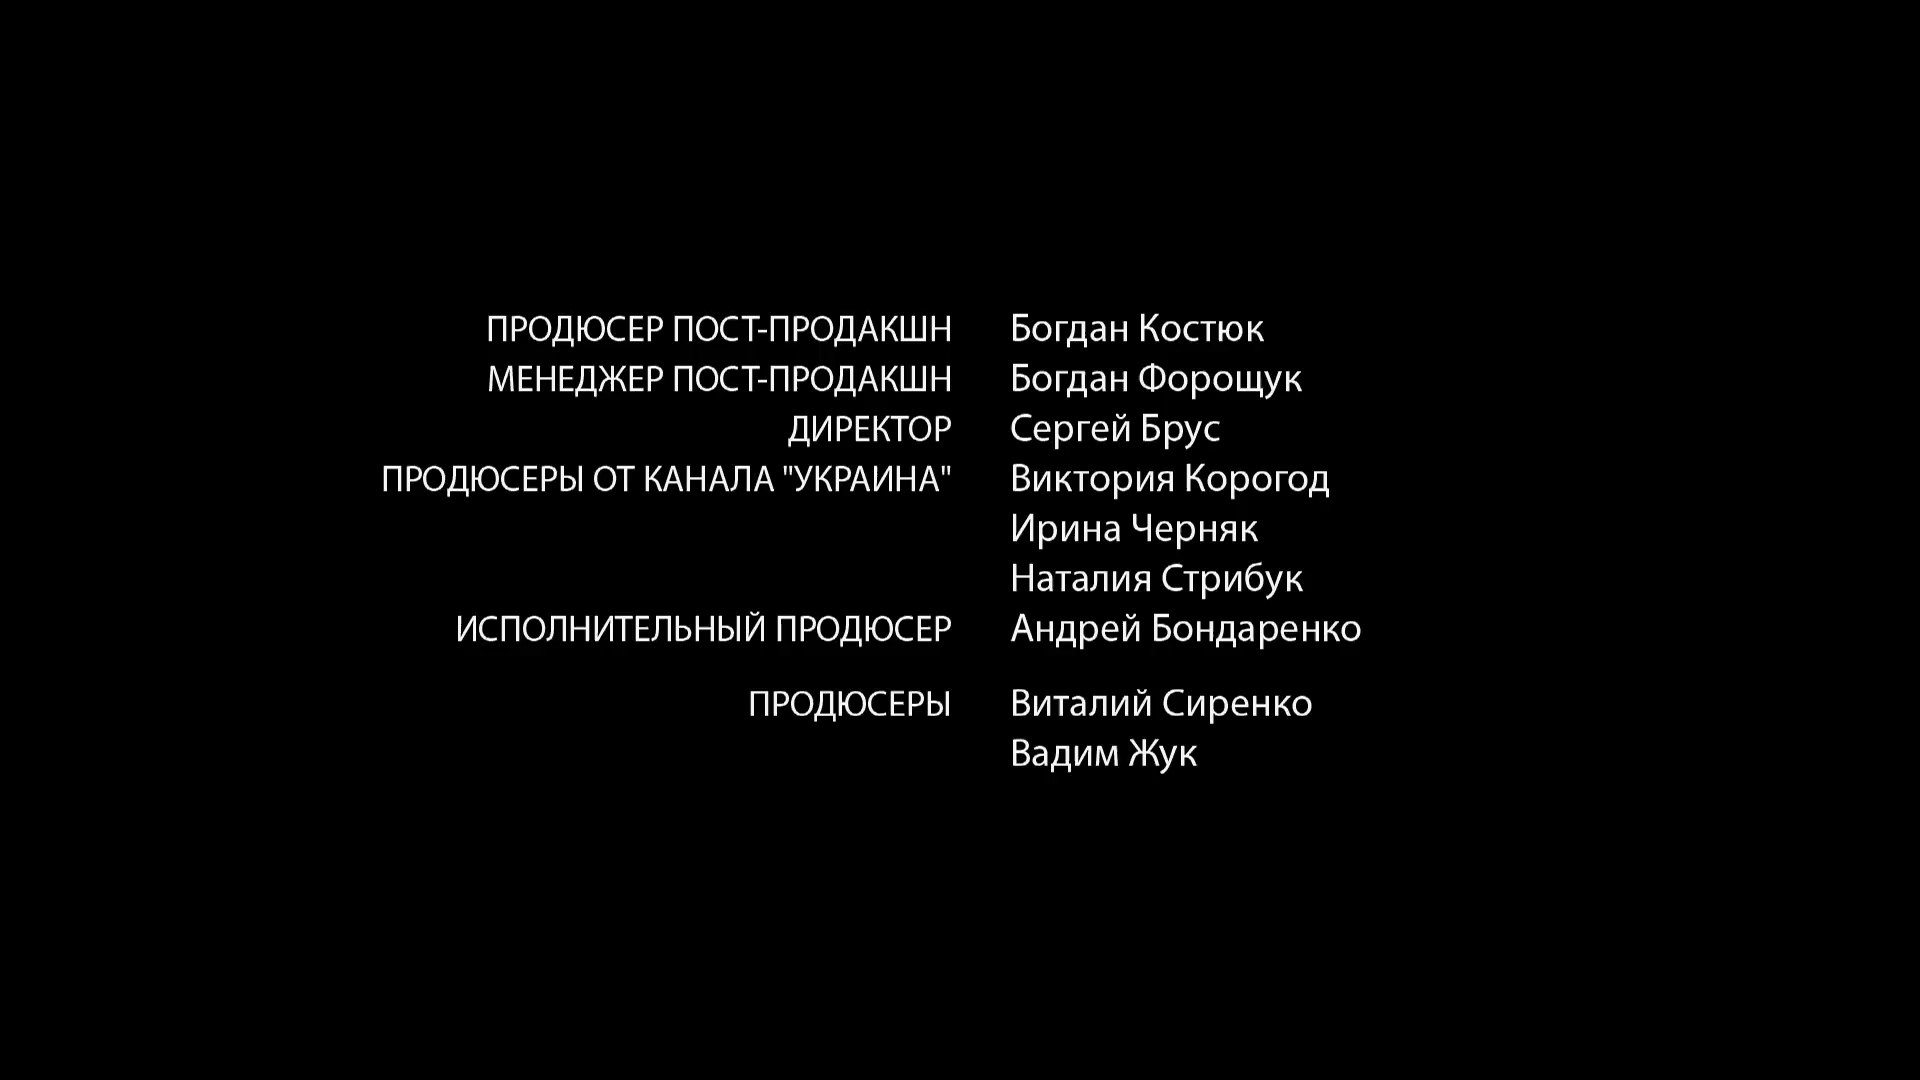 ПРОДЮСЕР ПОСТ-ПРОДАКШН Богдан Костюк
МЕНЕДЖЕР ПОСТ-ПРОДАКШН Богдан Форощук
ДИРЕКТОР Сергей Брус
ПРОДЮСЕРЫ ОТ КАНАЛА "УКРАИНА" Виктория Корогод
Ирина Черняк
Наталия Стрибук
ИСПОЛНИТЕЛЬНЫЙ ПРОДЮСЕР Андрей Бондаренко
ПРОДЮСЕРЫ Виталий Сиренко
Вадим Жук